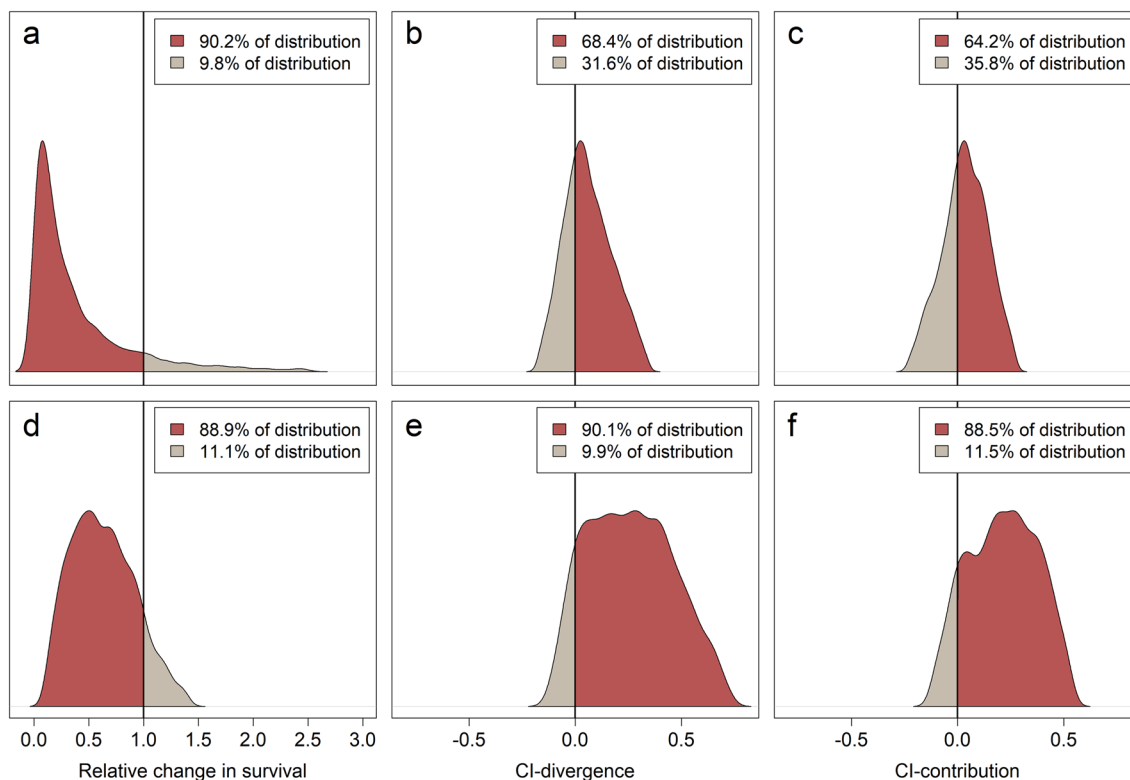 a
90.2% of distribution
9.8% of distribution
b
68.4% of distribution
31.6% of distribution
c
64.2% of distribution
35.8% of distribution
d
88.9% of distribution
11.1% of distribution
e
90.1% of distribution
9.9% of distribution
f
88.5% of distribution
11.5% of distribution
0.0 0.5 1.0 1.5 2.0 2.5 3.0
-0.5 0.0 0.5
-0.5 0.0 0.5
Relative change in survival
CI-divergence
CI-contribution